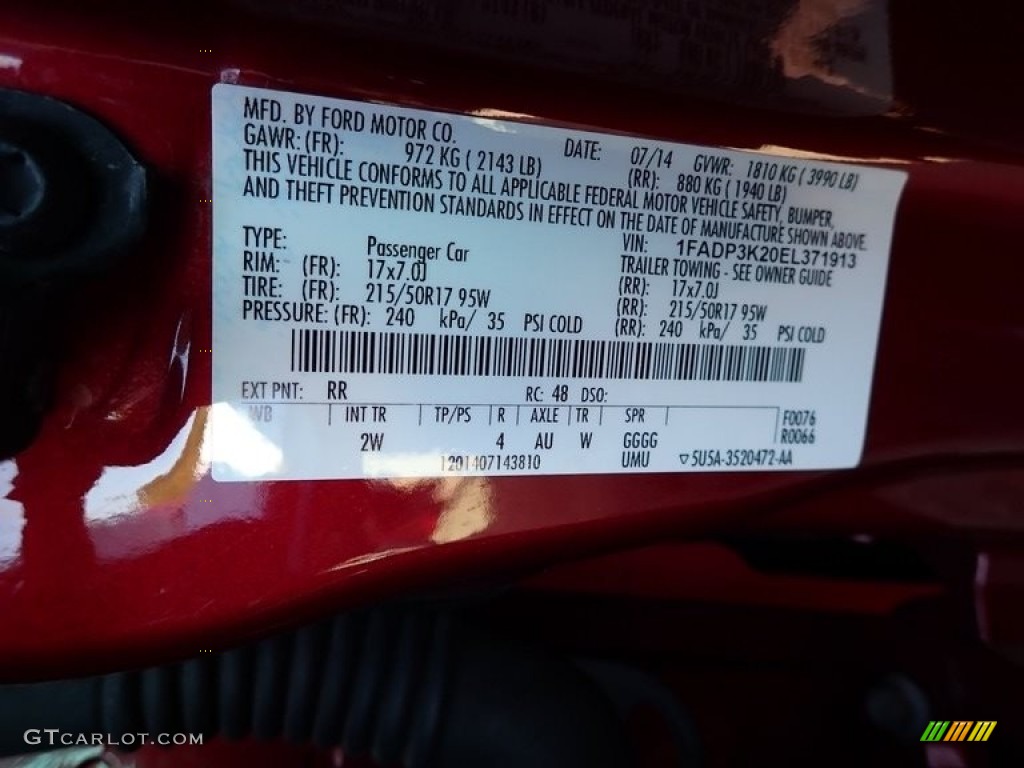 MFD. BY FORD MOTOR CO.
DATE: 07/14 GVWR: 1810 KG ( 3990 LB)
GAWR: (FR): 972 KG ( 2143 LB) (RR): 880 KG ( 1940 LB)
THIS VEHICLE CONFORMS TO ALL APPLICABLE FEDERAL MOTOR VEHICLE SAFETY, BUMPER,
AND THEFT PREVENTION STANDARDS IN EFFECT ON THE DATE OF MANUFACTURE SHOWN ABOVE.
VIN: 1FADP3K20EL371913
TYPE: Passenger Car TRAILER TOWING - SEE OWNER GUIDE
RIM: (FR): 17x7.0J (RR): 17x7.0J
TIRE: (FR): 215/50R17 95W (RR): 215/50R17 95W
PRESSURE: (FR): 240 kPa/ 35 PSI COLD (RR): 240 kPa/ 35 PSI COLD
EXT PNT: RR RC: 48 DSO:
WB INT TR TP/PS R AXLE TR SPR F0076
2W 4 AU W GGGG R0066
1201407143810 UMU ▽5U5A-3520472-AA
GTCARLOT.COM